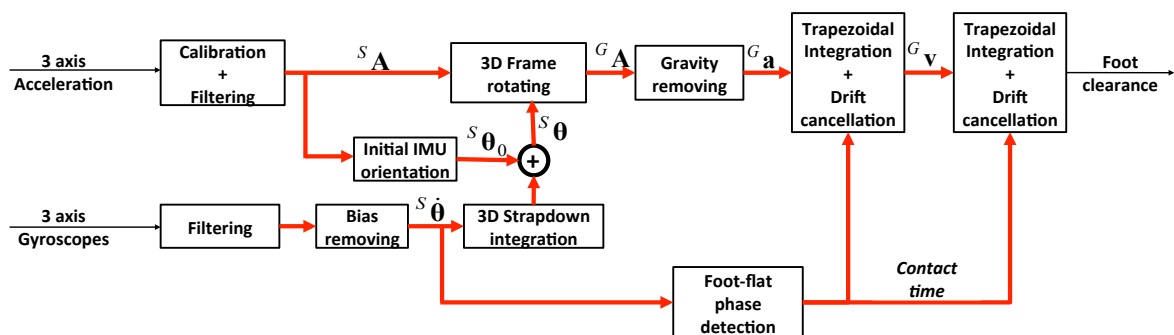 3 axis
Acceleration
Calibration
+
Filtering
S A
3D Frame
rotating
G A
Gravity
removing
G a
Trapezoidal
Integration
+
Drift
cancellation
G v
Trapezoidal
Integration
+
Drift
cancellation
Foot
clearance
Initial IMU
orientation
S θ0
+
S θ
3 axis
Gyroscopes
Filtering
Bias
removing
S θ̇
3D Strapdown
integration
Foot-flat
phase
detection
Contact
time